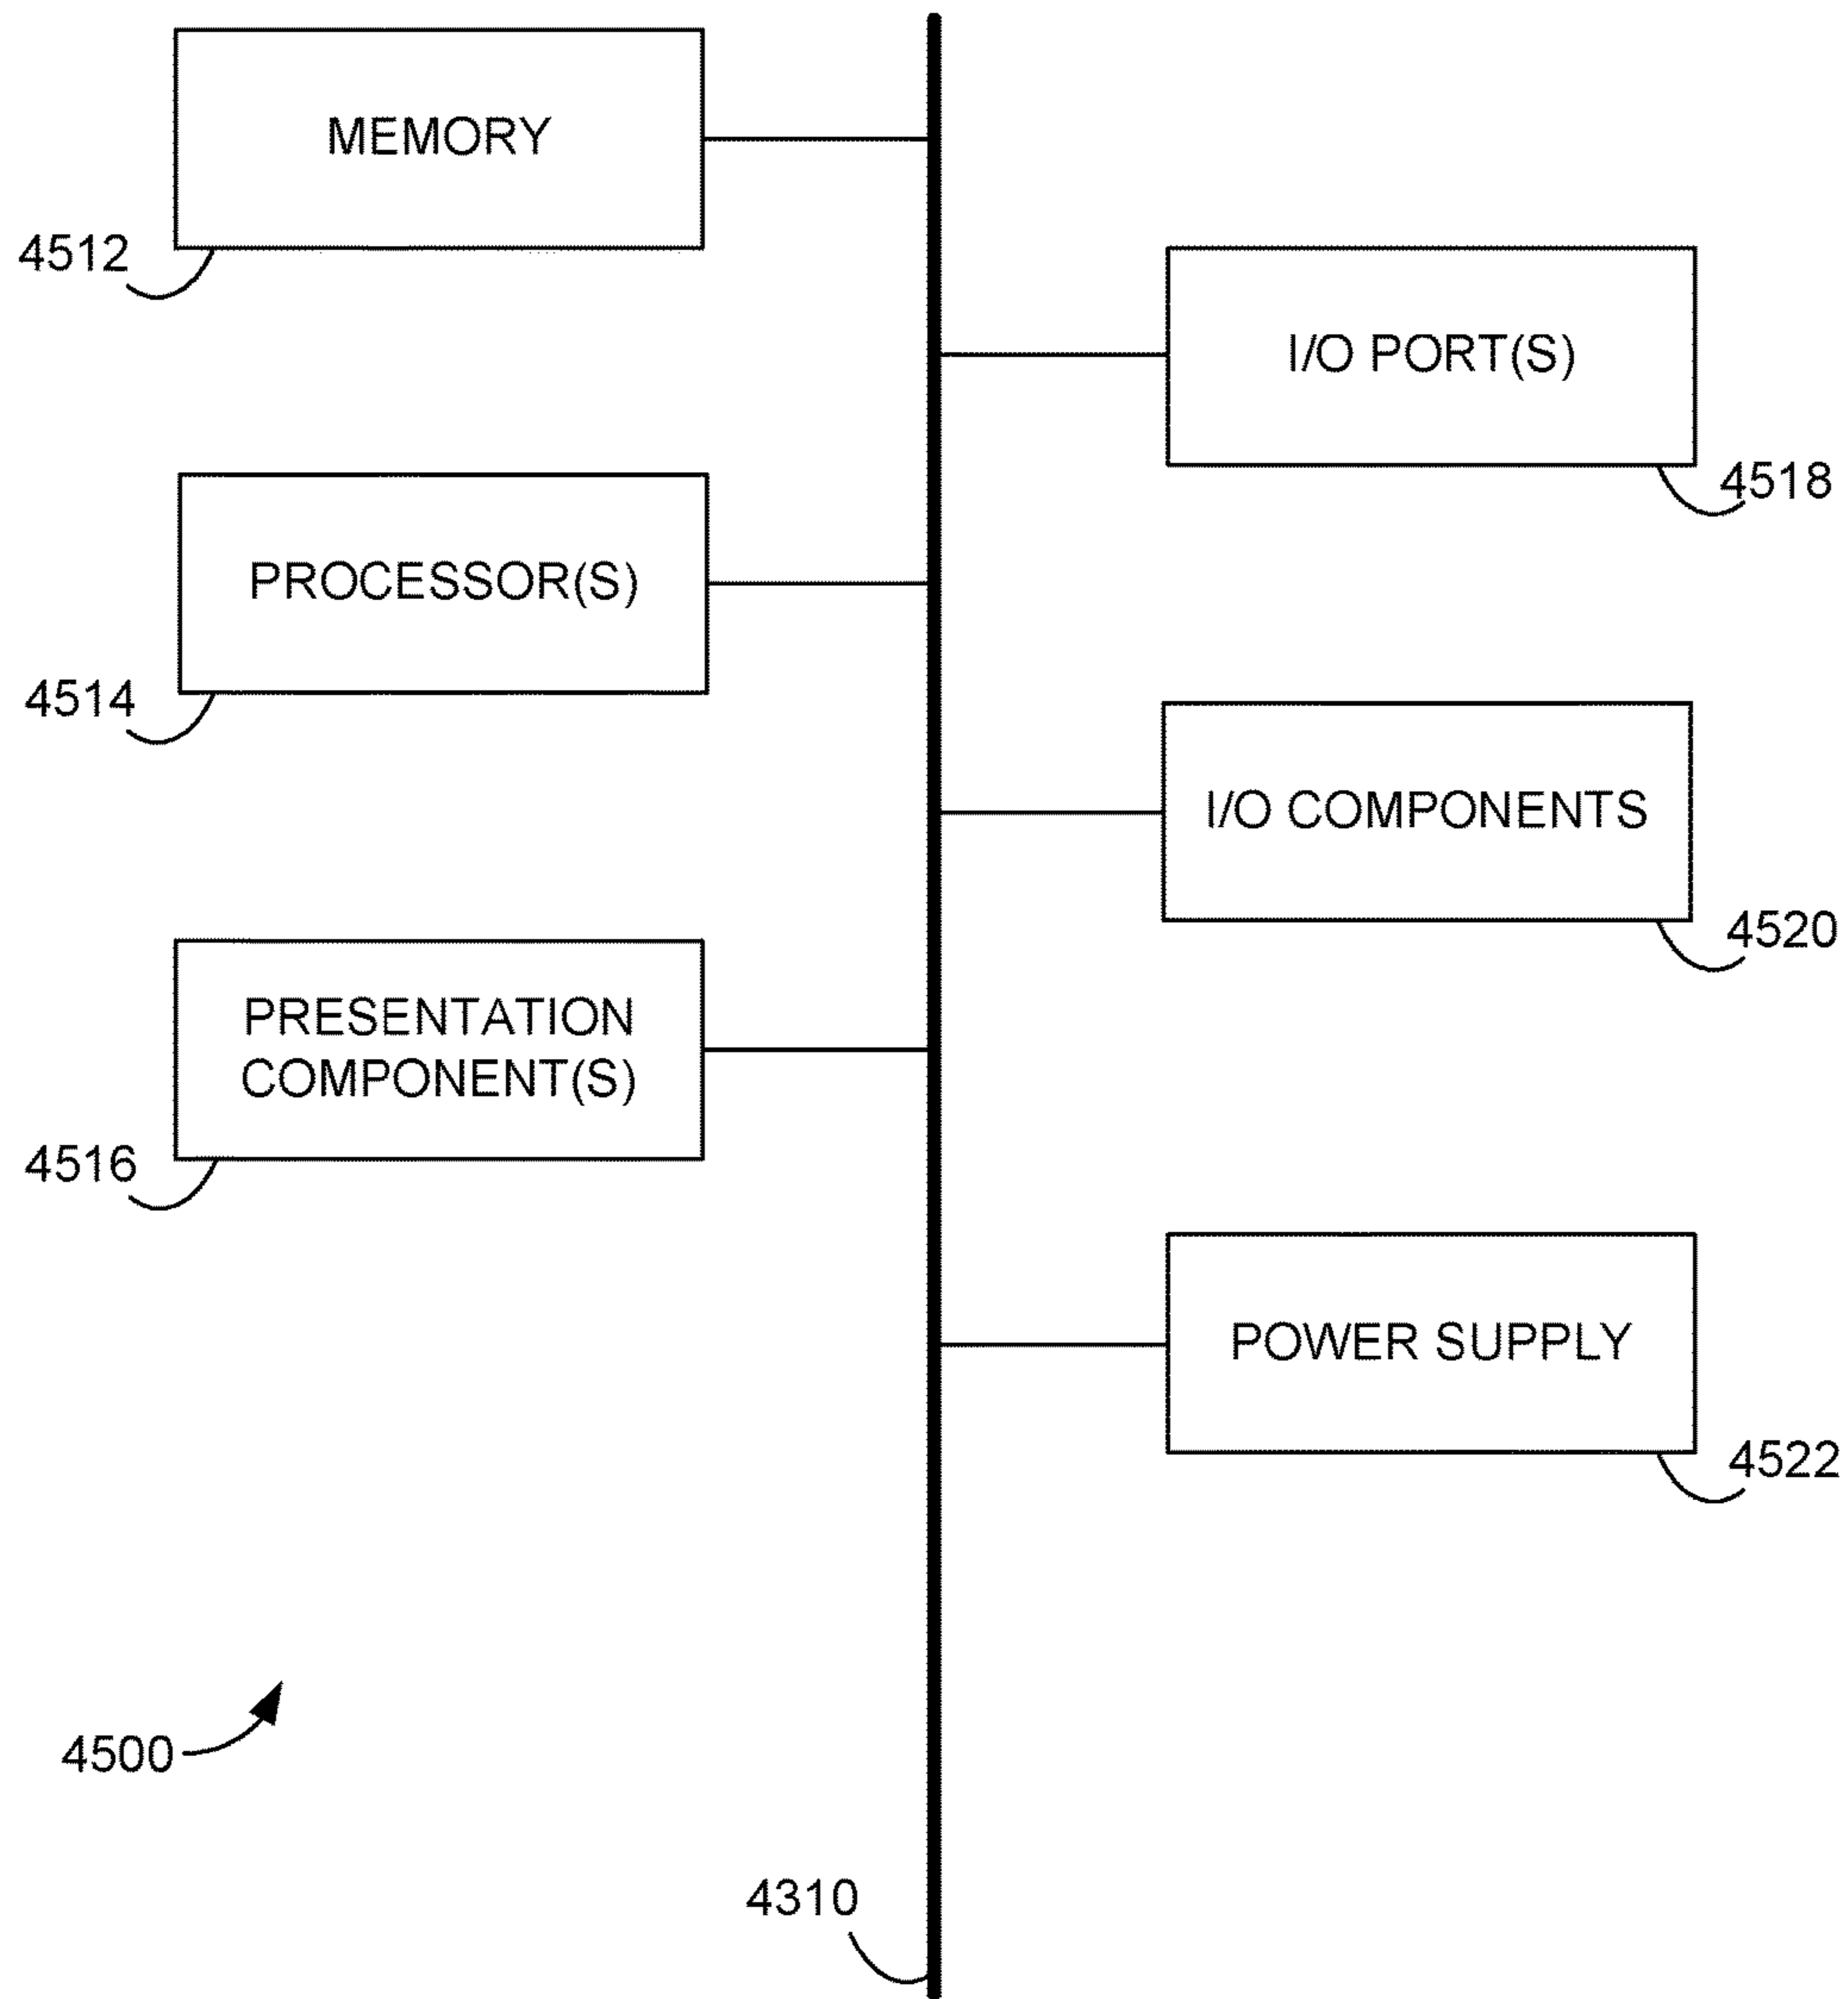 MEMORY
4512
I/O PORT(S)
4518
PROCESSOR(S)
4514
I/O COMPONENTS
4520
PRESENTATION
COMPONENT(S)
4516
POWER SUPPLY
4522
4500
4310